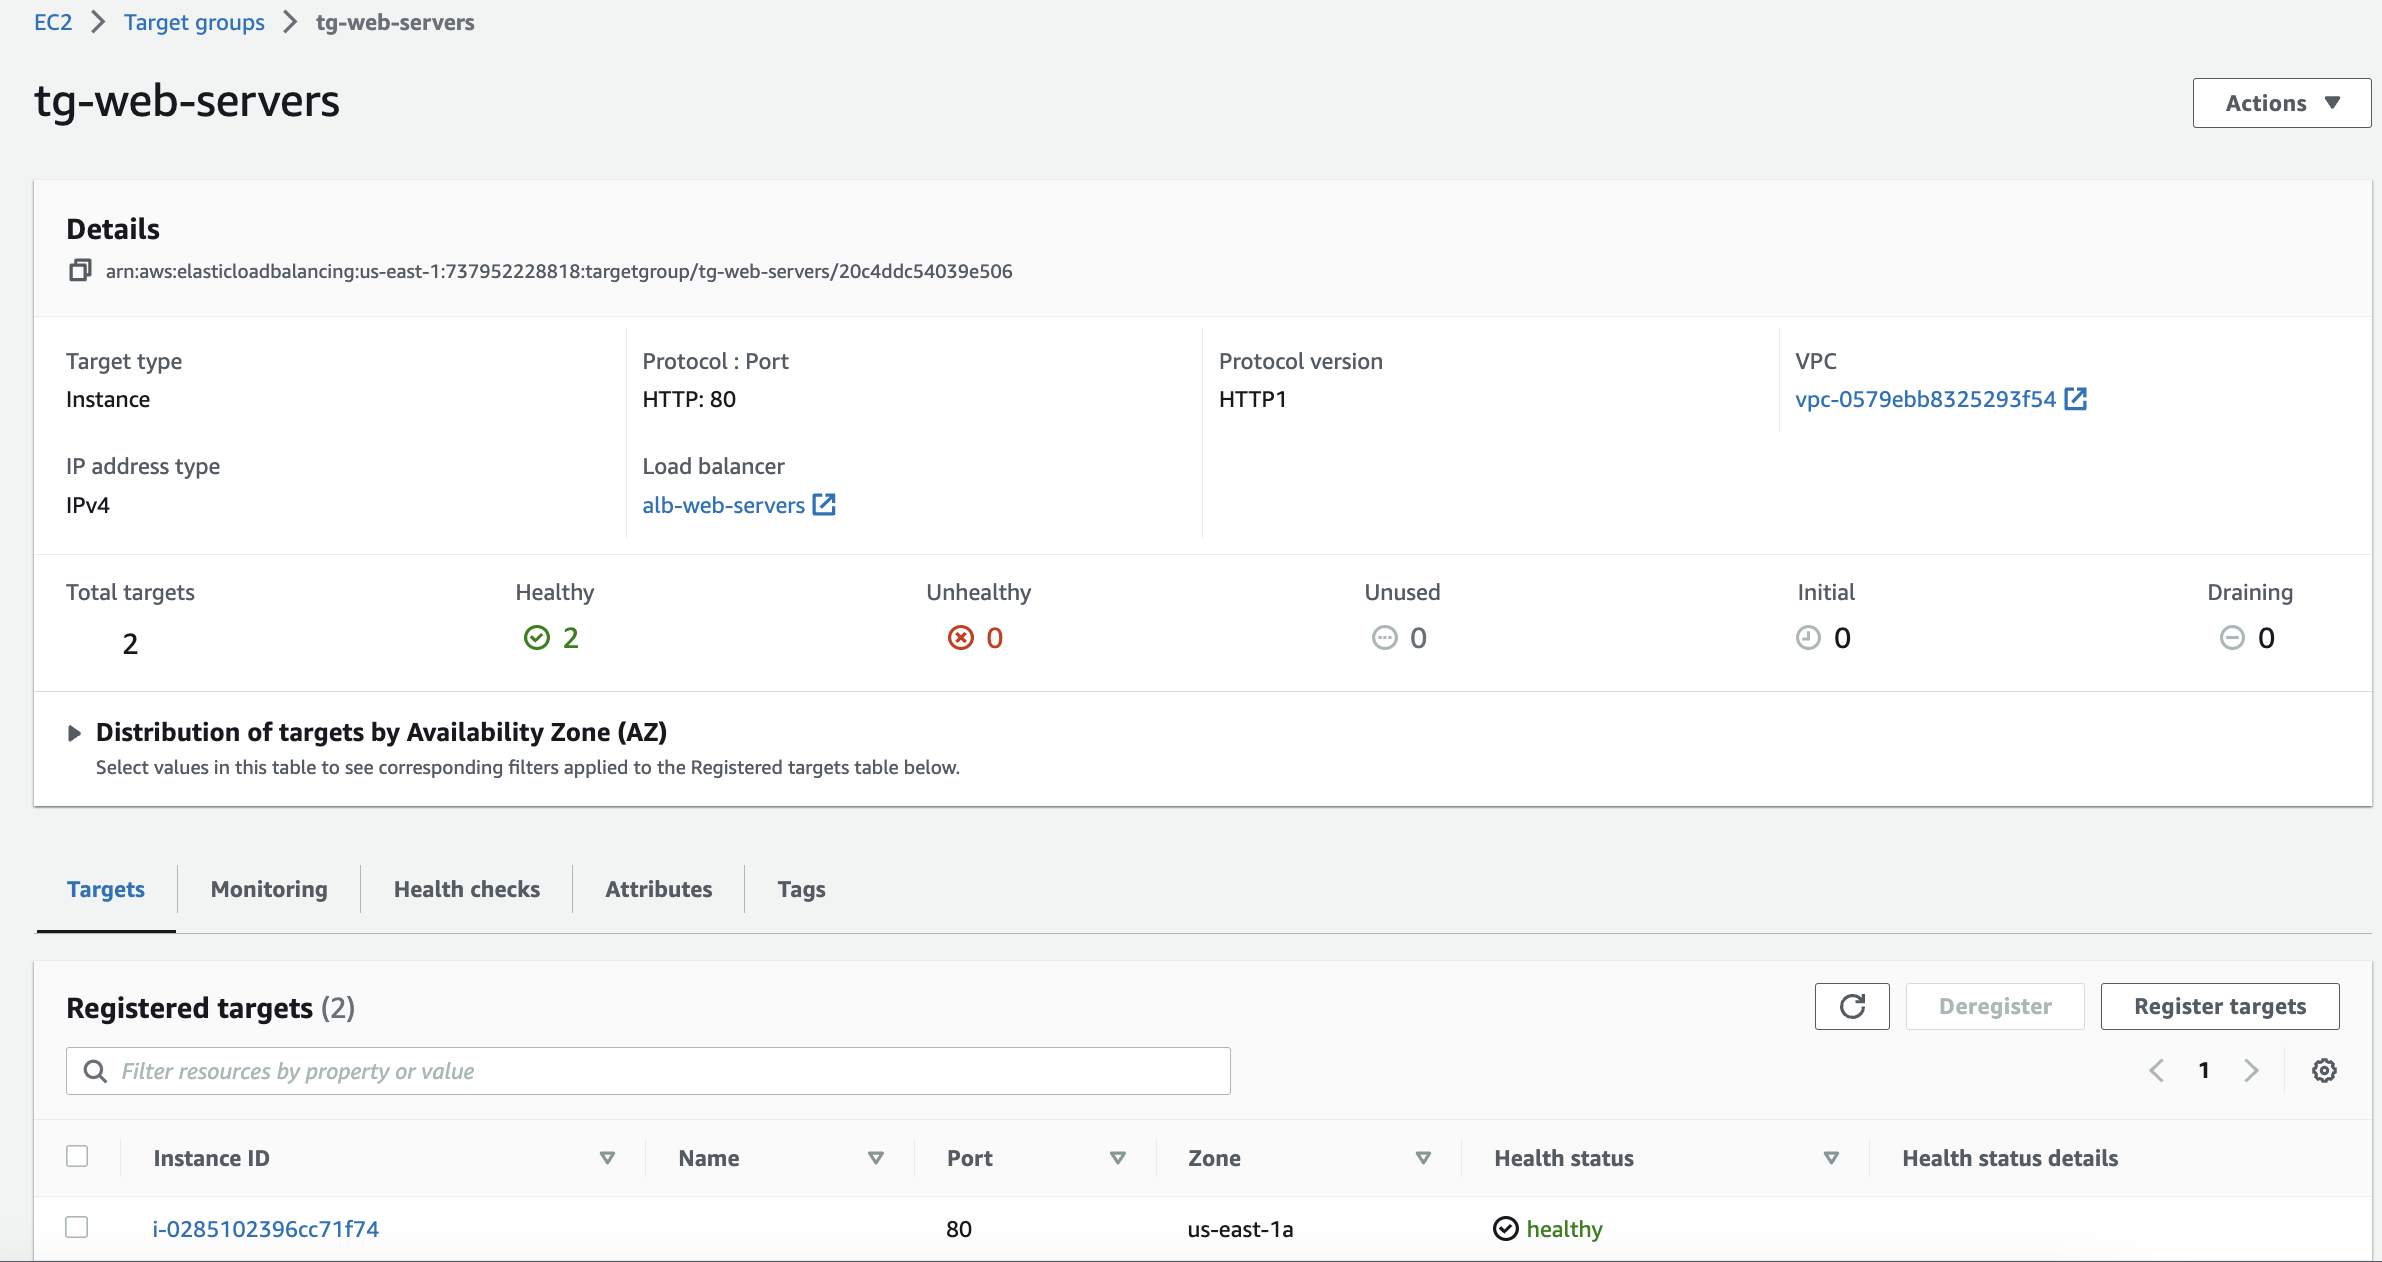 EC2 > Target groups > tg-web-servers
tg-web-servers
Actions
Details
arn:aws:elasticloadbalancing:us-east-1:737952228818:targetgroup/tg-web-servers/20c4ddc54039e506
Target type Protocol : Port Protocol version VPC
Instance HTTP: 80 HTTP1 vpc-0579ebb8325293f54
IP address type Load balancer
IPv4 alb-web-servers
Total targets Healthy Unhealthy Unused Initial Draining
2 2 0 0 0 0
Distribution of targets by Availability Zone (AZ)
Select values in this table to see corresponding filters applied to the Registered targets table below.
Targets Monitoring Health checks Attributes Tags
Registered targets (2) Deregister Register targets
Filter resources by property or value 1
Instance ID Name Port Zone Health status Health status details
i-0285102396cc71f74 80 us-east-1a healthy